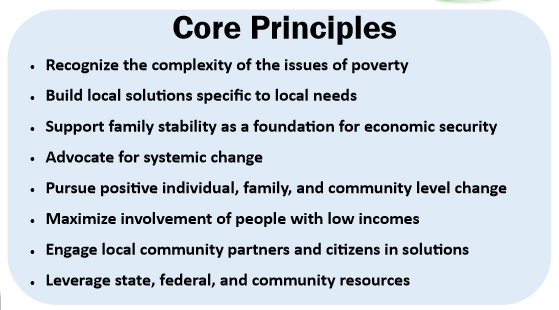 Core Principles
• Recognize the complexity of the issues of poverty
• Build local solutions specific to local needs
• Support family stability as a foundation for economic security
• Advocate for systemic change
• Pursue positive individual, family, and community level change
• Maximize involvement of people with low incomes
• Engage local community partners and citizens in solutions
• Leverage state, federal, and community resources